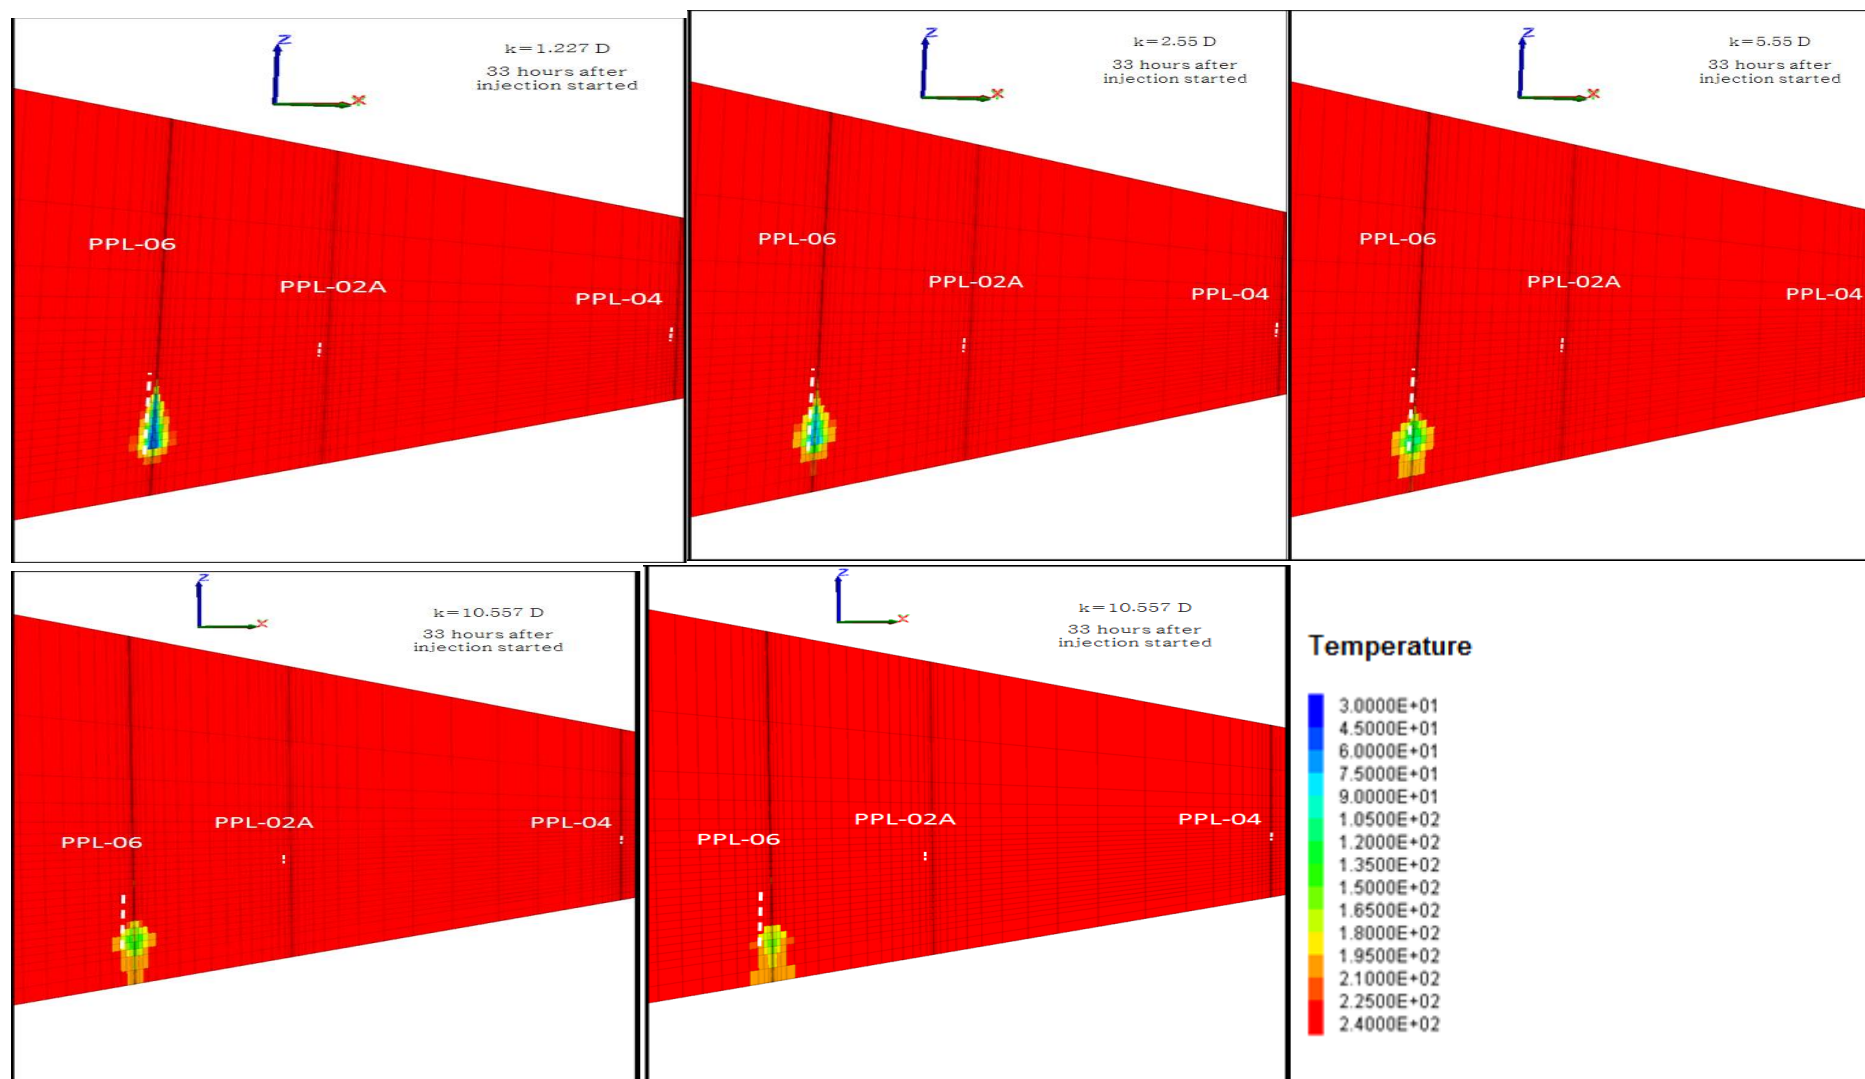 Z
X
k=1.227 D
33 hours after
injection started
PPL-06
PPL-02A
PPL-04
Z
X
k=2.55 D
33 hours after
injection started
PPL-06
PPL-02A
PPL-04
Z
X
k=5.55 D
33 hours after
injection started
PPL-06
PPL-02A
PPL-04
Z
X
k=10.557 D
33 hours after
injection started
PPL-06
PPL-02A
PPL-04
Z
X
k=10.557 D
33 hours after
injection started
PPL-06
PPL-02A
PPL-04
Temperature
3.0000E+01
4.5000E+01
6.0000E+01
7.5000E+01
9.0000E+01
1.0500E+02
1.2000E+02
1.3500E+02
1.5000E+02
1.6500E+02
1.8000E+02
1.9500E+02
2.1000E+02
2.2500E+02
2.4000E+02